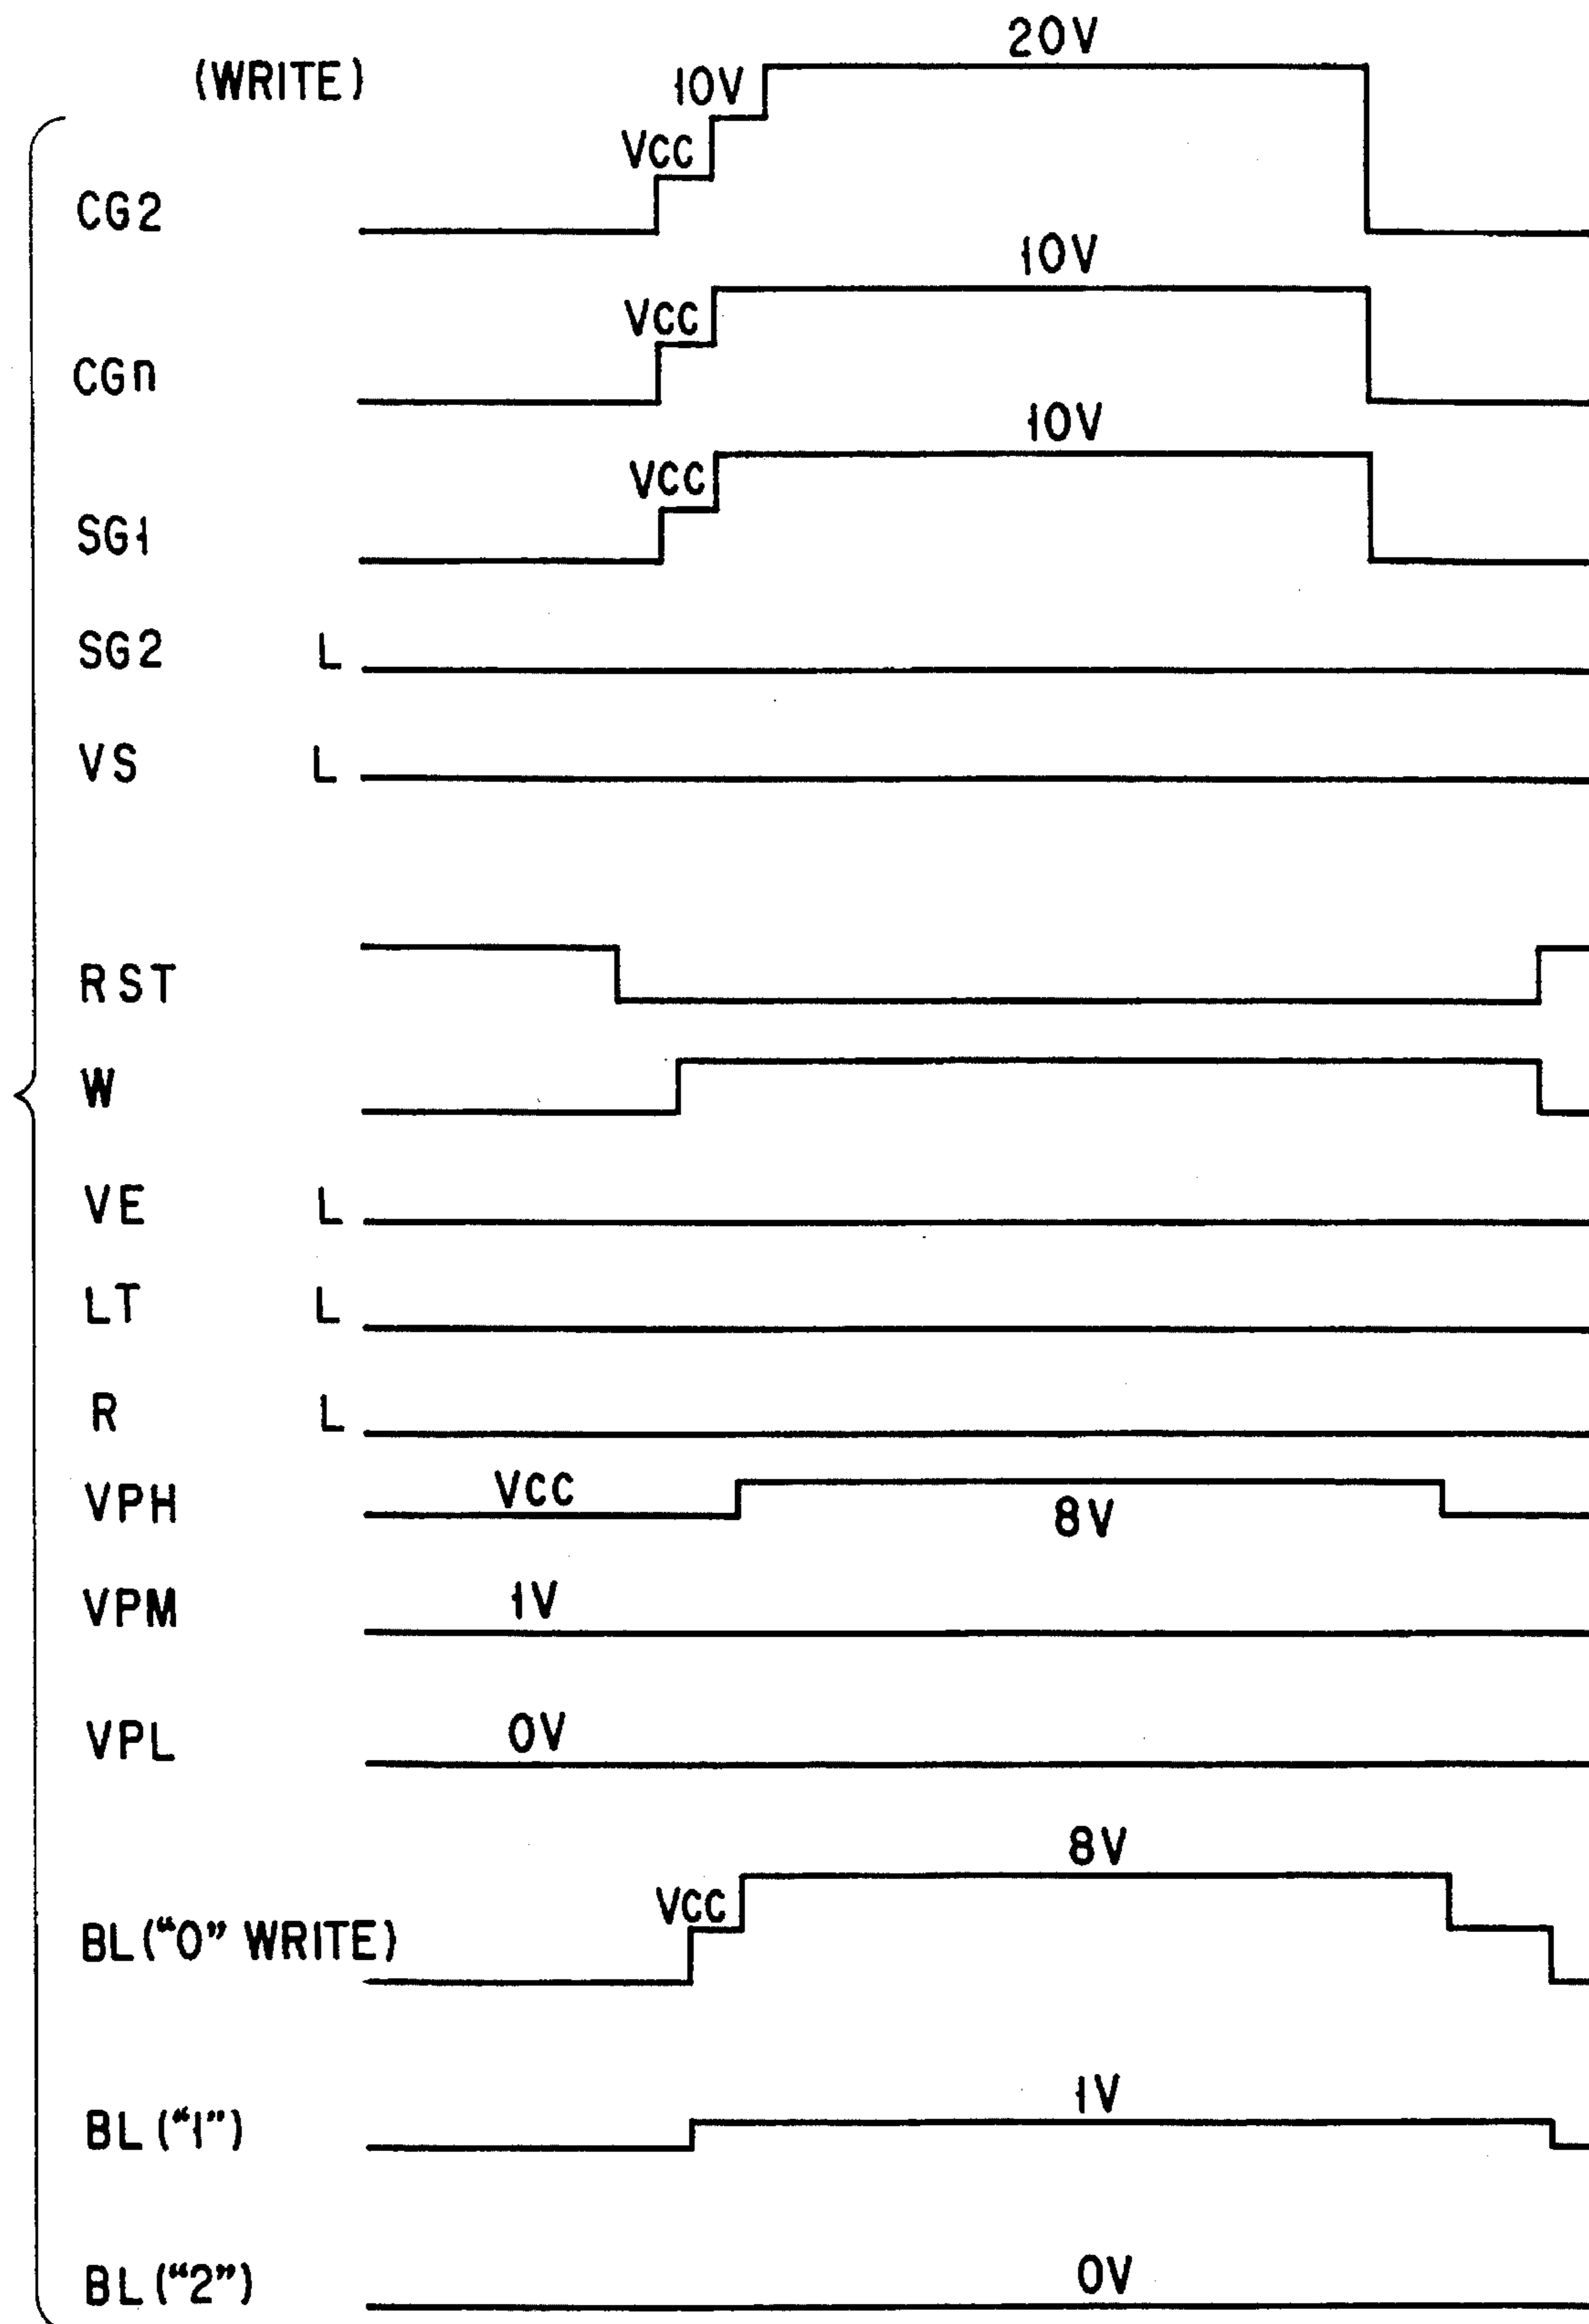 (WRITE)
20V
10V
VCC
CG2
10V
VCC
CGn
10V
VCC
SG1
SG2 L
VS L
RST
W
VE L
LT L
R L
VPH VCC 8V
VPM 1V
VPL 0V
8V
VCC
BL("0" WRITE)
1V
BL("1")
0V
BL("2")